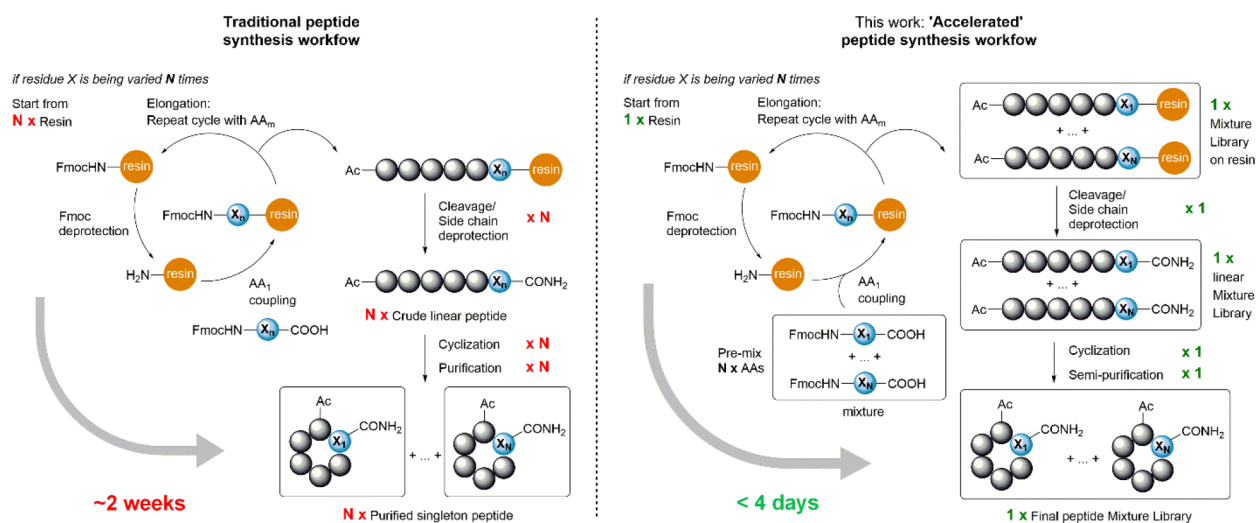 Traditional peptide
synthesis workfow
if residue X is being varied N times
Start from
N x Resin
Elongation:
Repeat cycle with AAm
FmocHN
resin
Fmoc
deprotection
FmocHN
Xn
resin
H2N
resin
AA1
coupling
FmocHN
Xn
COOH
Ac
Xn
resin
Cleavage/
Side chain
deprotection
x N
Ac
Xn
CONH2
N x Crude linear peptide
Cyclization
x N
Purification
x N
Ac
X1
CONH2
+ ... +
Ac
XN
CONH2
~2 weeks
N x Purified singleton peptide
This work: 'Accelerated'
peptide synthesis workfow
if residue X is being varied N times
Start from
1 x Resin
Elongation:
Repeat cycle with AAm
FmocHN
resin
Fmoc
deprotection
FmocHN
Xn
resin
H2N
resin
AA1
coupling
Pre-mix
N x AAs
FmocHN
X1
COOH
+ ... +
FmocHN
XN
COOH
mixture
Ac
X1
resin
+ ... +
Ac
XN
resin
1 x
Mixture
Library
on resin
Cleavage/
Side chain
deprotection
x 1
Ac
X1
CONH2
+ ... +
Ac
XN
CONH2
1 x
linear
Mixture
Library
Cyclization
x 1
Semi-purification
x 1
Ac
X1
CONH2
+ ... +
Ac
XN
CONH2
< 4 days
1 x Final peptide Mixture Library